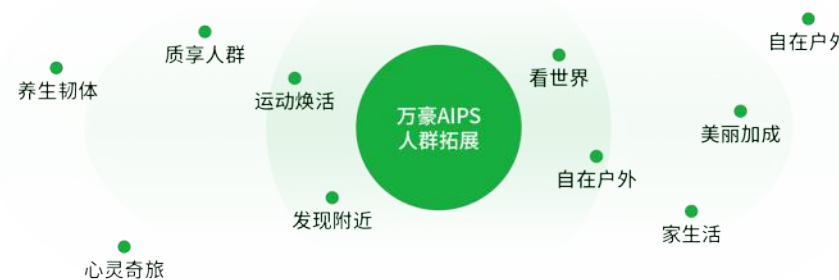 自在户外
质享人群
养生韧体
看世界
运动焕活
万豪AIPS
人群拓展
美丽加成
自在户外
发现附近
家生活
心灵奇旅